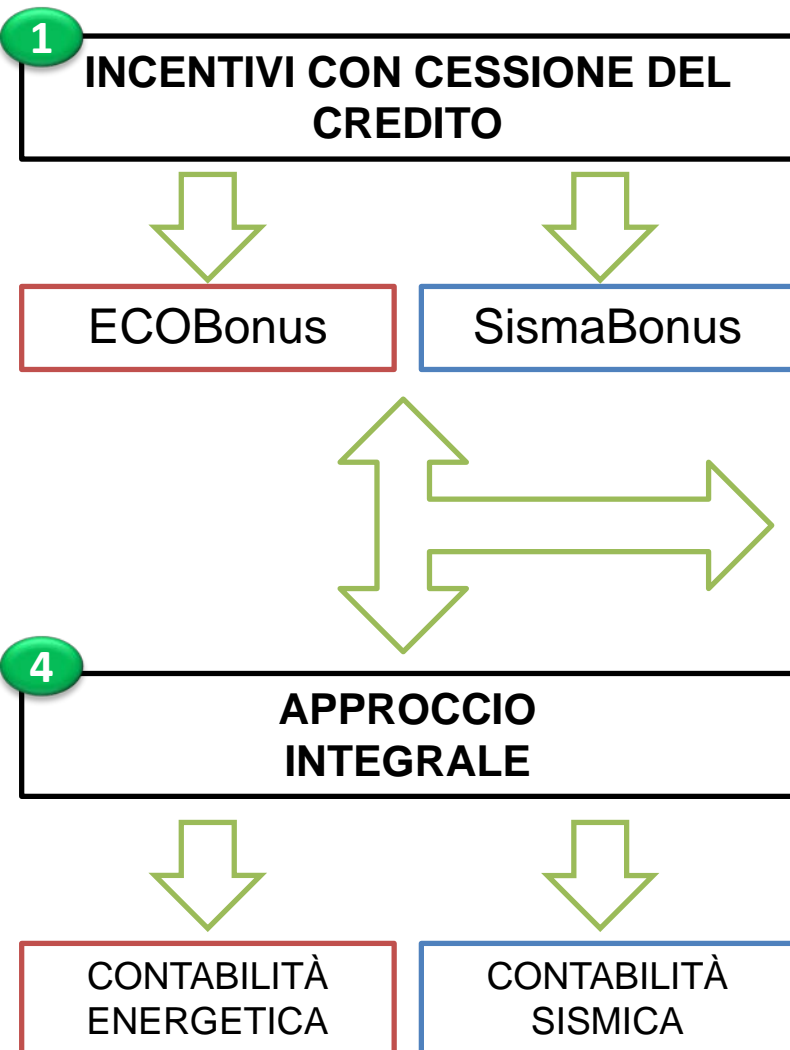 1
INCENTIVI CON CESSIONE DEL
CREDITO
ECOBonus
SismaBonus
4
APPROCCIO
INTEGRALE
CONTABILITÀ
ENERGETICA
CONTABILITÀ
SISMICA